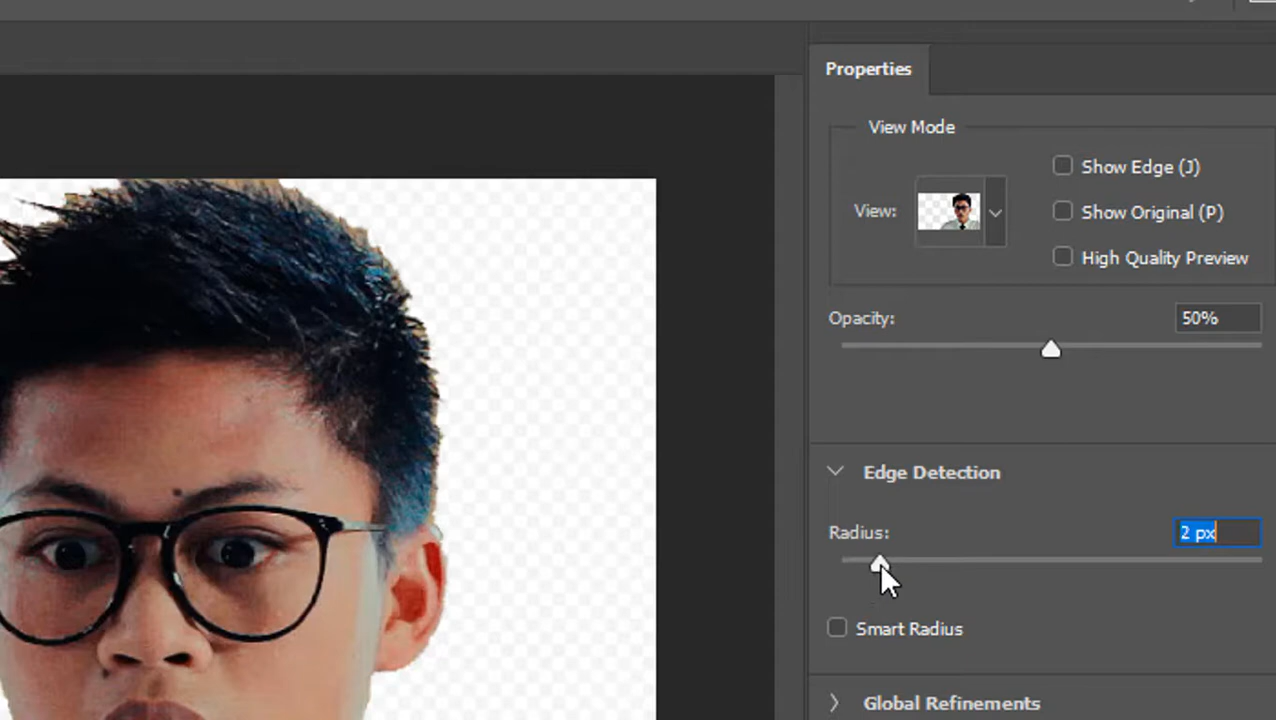 Properties
View Mode
View:
Show Edge (J)
Show Original (P)
High Quality Preview
Opacity:
50%
Edge Detection
Radius:
2 px
Smart Radius
Global Refinements